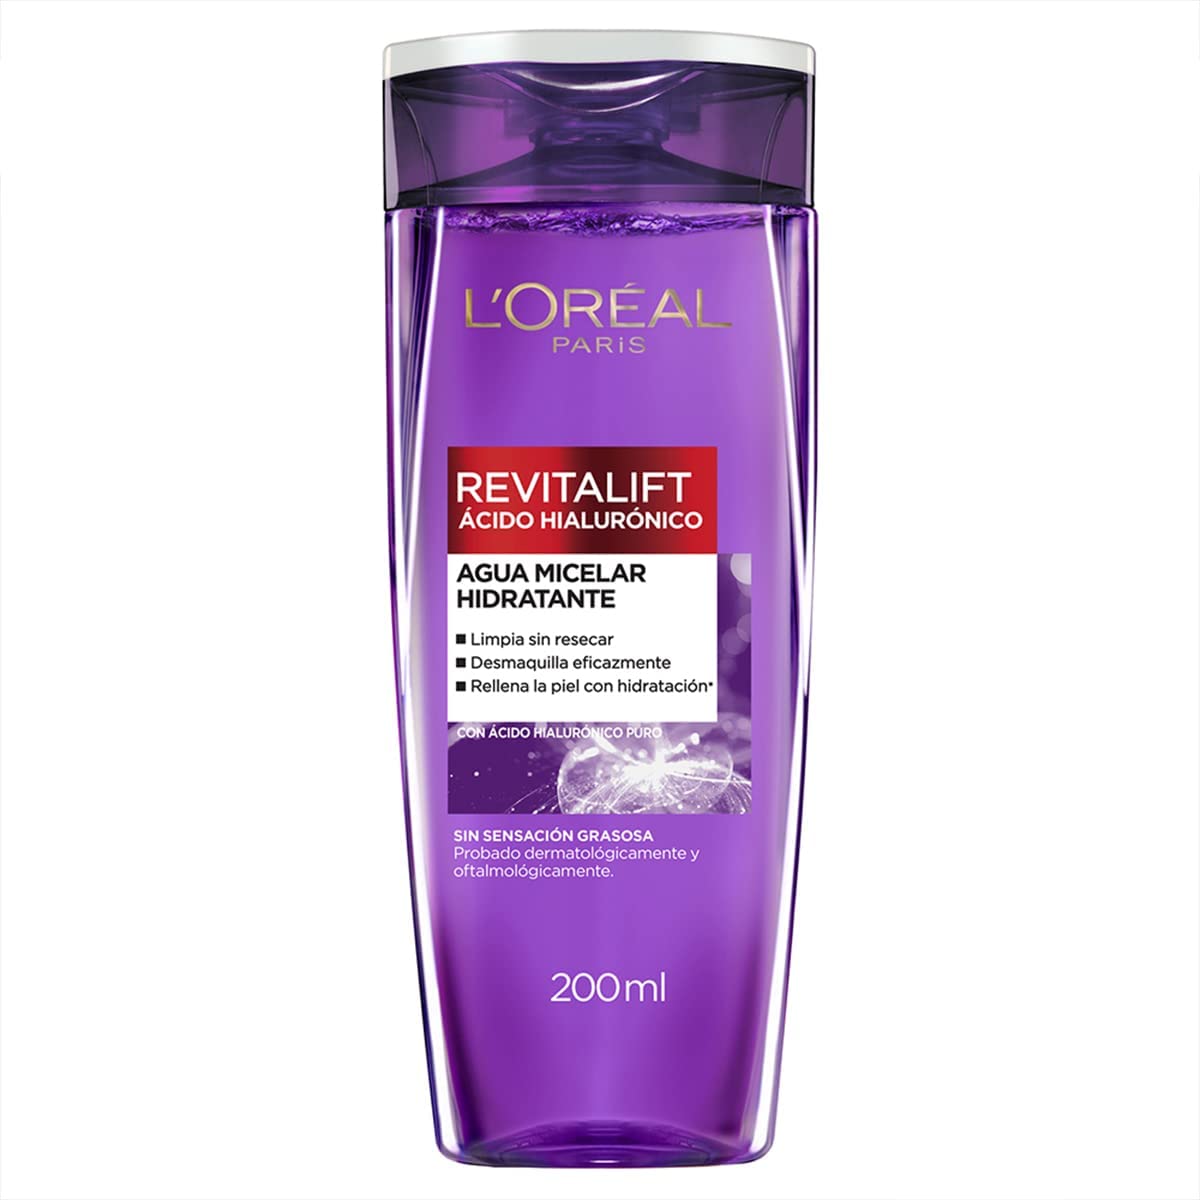 L'ORÉAL
PARiS
REVITALIFT
ÁCIDO HIALURÓNICO
AGUA MICELAR
HIDRATANTE
■ Limpia sin resecar
■ Desmaquilla eficazmente
■ Rellena la piel con hidratación*
CON ÁCIDO HIALURÓNICO PURO
SIN SENSACIÓN GRASOSA
Probado dermatológicamente y
oftalmológicamente.
200ml